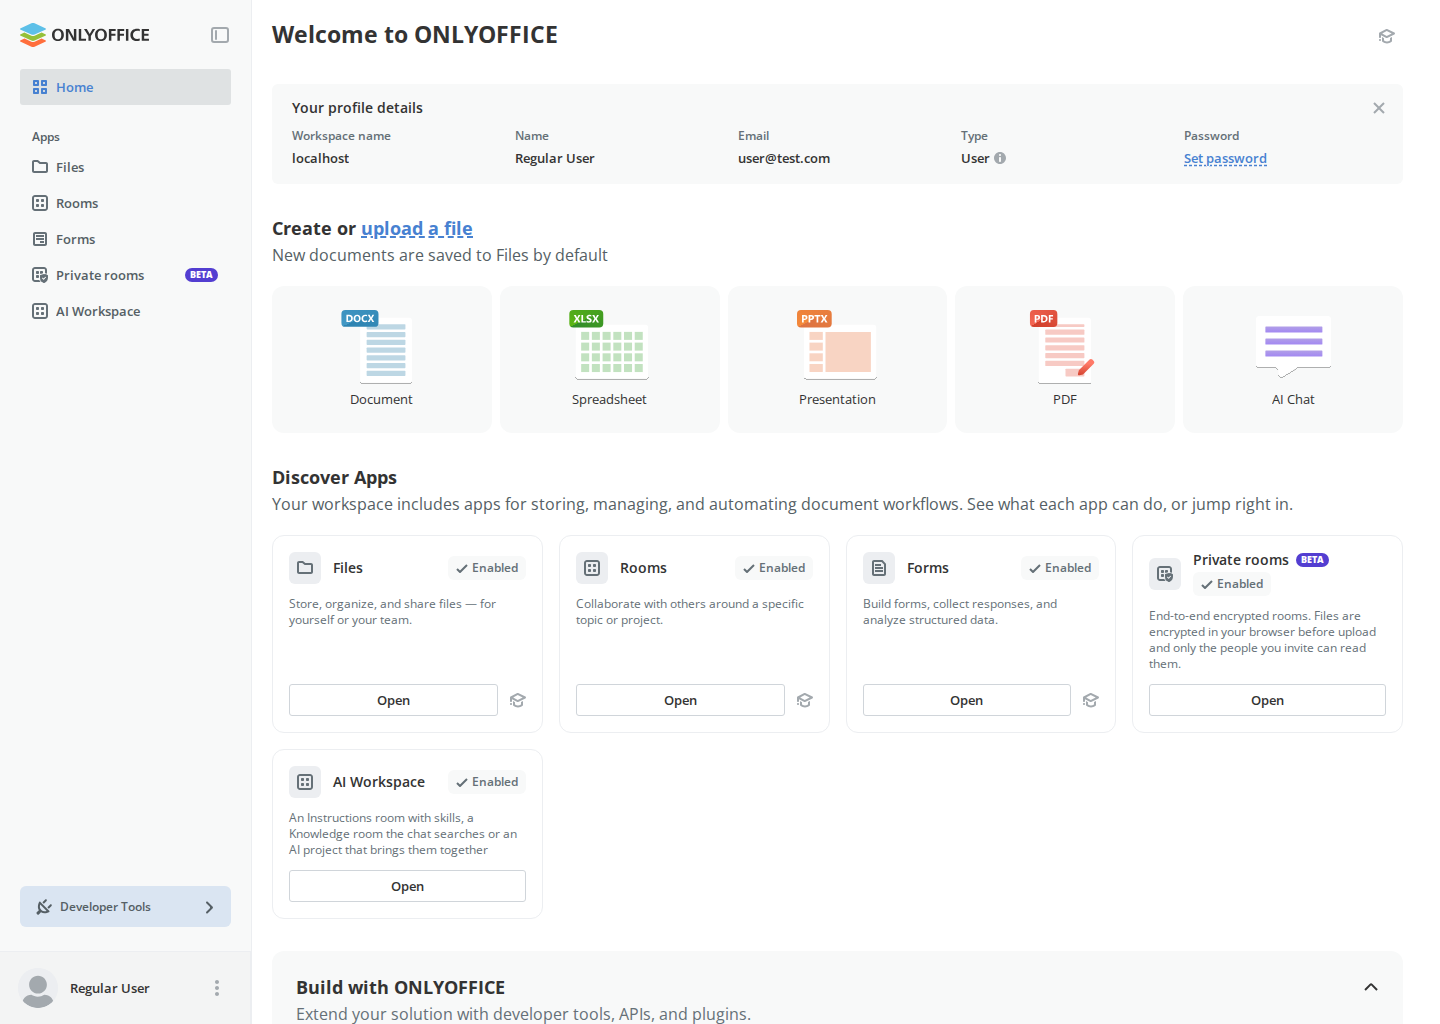 ONLYOFFICE
Home
Apps
Files
Rooms
Forms
Private rooms BETA
AI Workspace
Developer Tools
Regular User
Welcome to ONLYOFFICE
Your profile details
Workspace name Name Email Type Password
localhost Regular User user@test.com User Set password
Create or upload a file
New documents are saved to Files by default
DOCX XLSX PPTX PDF
Document Spreadsheet Presentation PDF AI Chat
Discover Apps
Your workspace includes apps for storing, managing, and automating document workflows. See what each app can do, or jump right in.
Files Enabled
Store, organize, and share files — for
yourself or your team.
Open
Rooms Enabled
Collaborate with others around a specific
topic or project.
Open
Forms Enabled
Build forms, collect responses, and
analyze structured data.
Open
Private rooms BETA
Enabled
End-to-end encrypted rooms. Files are
encrypted in your browser before upload
and only the people you invite can read
them.
Open
AI Workspace Enabled
An Instructions room with skills, a
Knowledge room the chat searches or an
AI project that brings them together
Open
Build with ONLYOFFICE
Extend your solution with developer tools, APIs, and plugins.